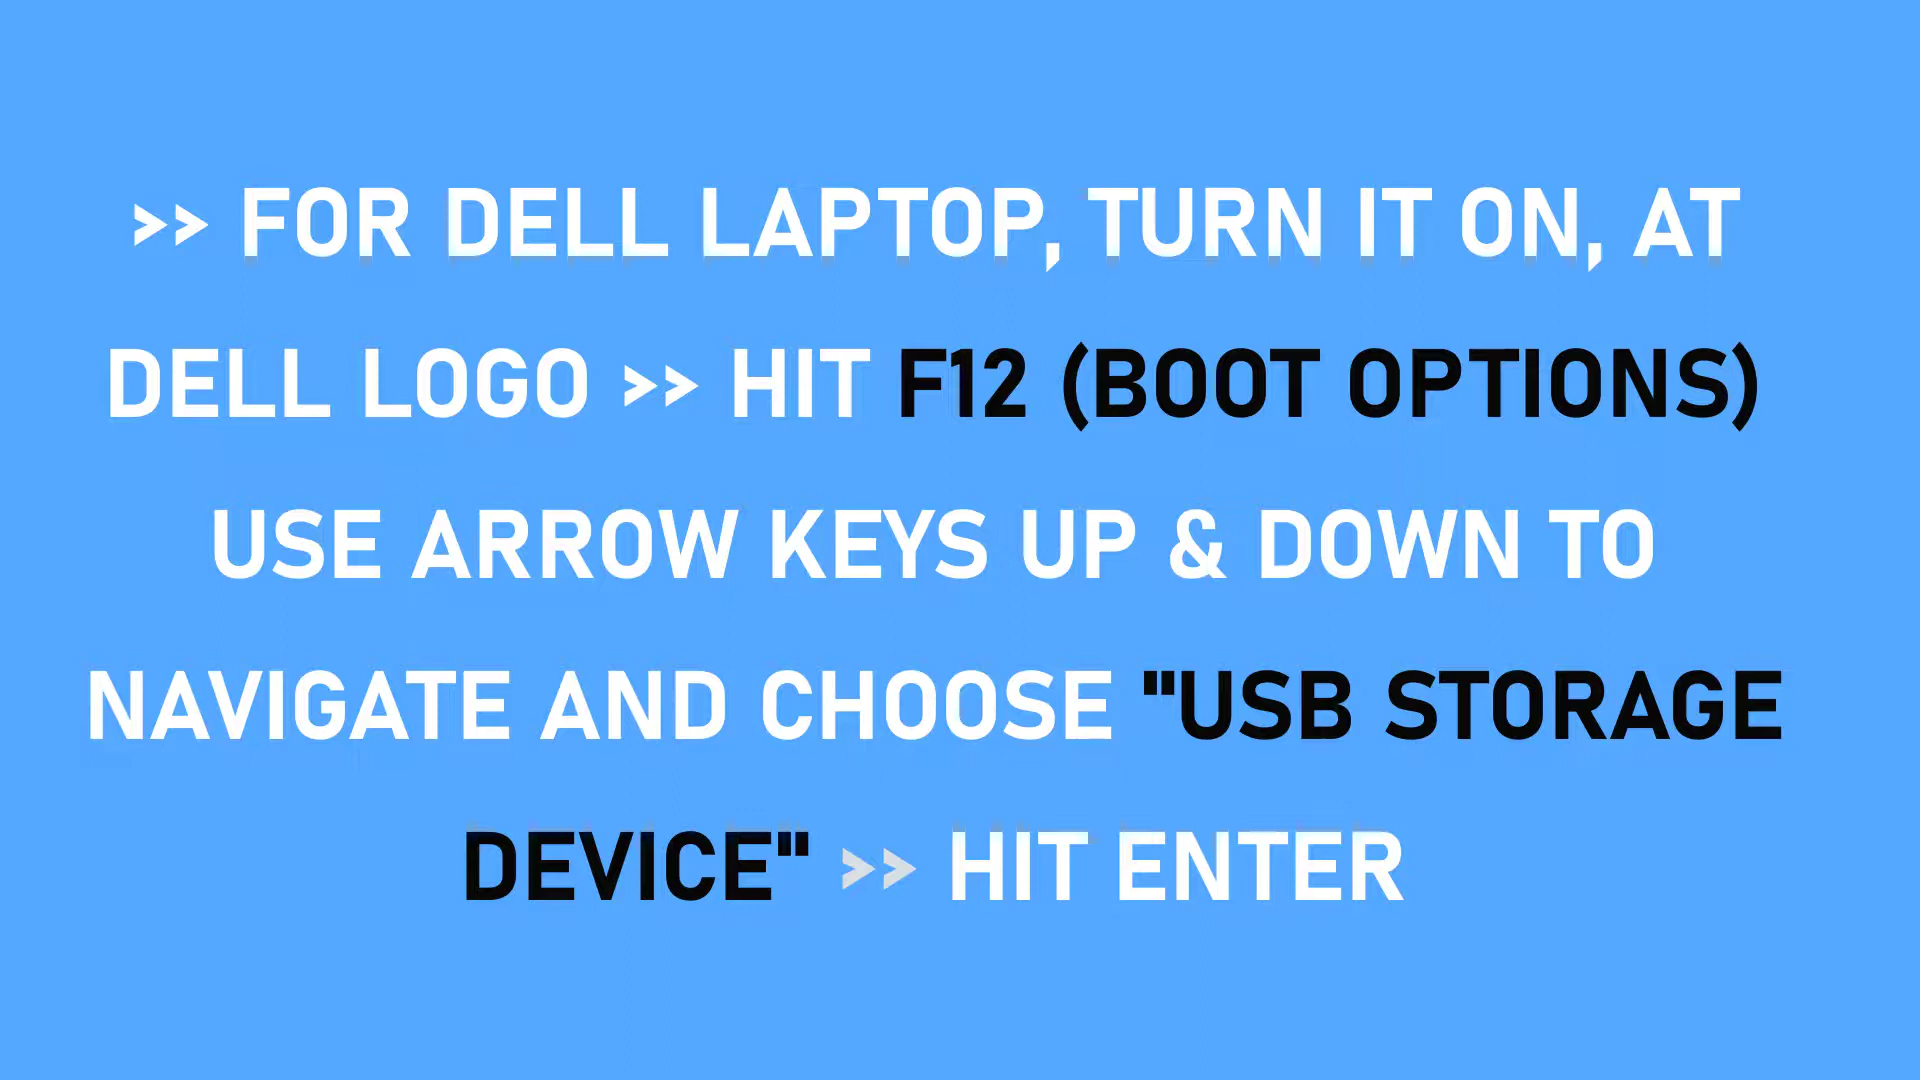 >> FOR DELL LAPTOP, TURN IT ON, AT
DELL LOGO >> HIT F12 (BOOT OPTIONS)
USE ARROW KEYS UP & DOWN TO
NAVIGATE AND CHOOSE "USB STORAGE
DEVICE" >> HIT ENTER